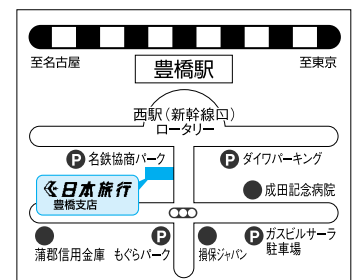 至名古屋
豊橋駅
至東京
西駅(新幹線口)
ロータリー
P 名鉄協商パーク
P ダイワパーキング
日本旅行
豊橋支店
成田記念病院
蒲郡信用金庫
P
もぐらパーク
損保ジャパン
P ガスビルサーラ
駐車場